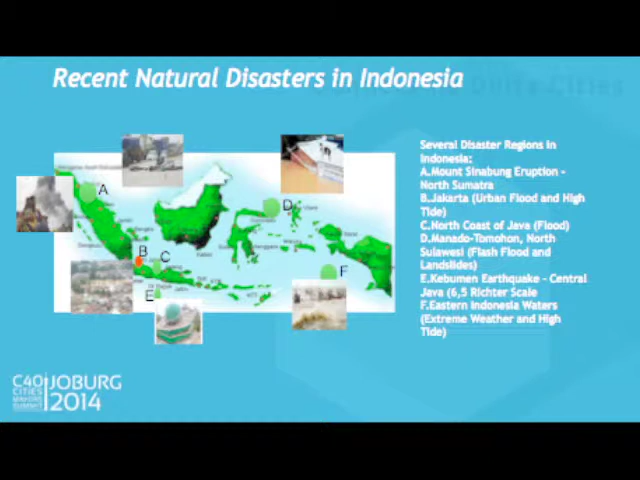 Recent Natural Disasters in Indonesia
Several Disaster Regions in
Indonesia:
A.Mount Sinabung Eruption –
North Sumatra
B.Jakarta (Urban Flood and High
Tide)
C.North Coast of Java (Flood)
D.Manado-Tomohon, North
Sulawesi (Flash Flood and
Landslides)
E.Kebumen Earthquake – Central
Java (6,5 Richter Scale
F.Eastern Indonesia Waters
(Extreme Weather and High
Tide)
A
D
B
C
F
E
C40
CITIES
MAYORS
SUMMIT
JOBURG
2014